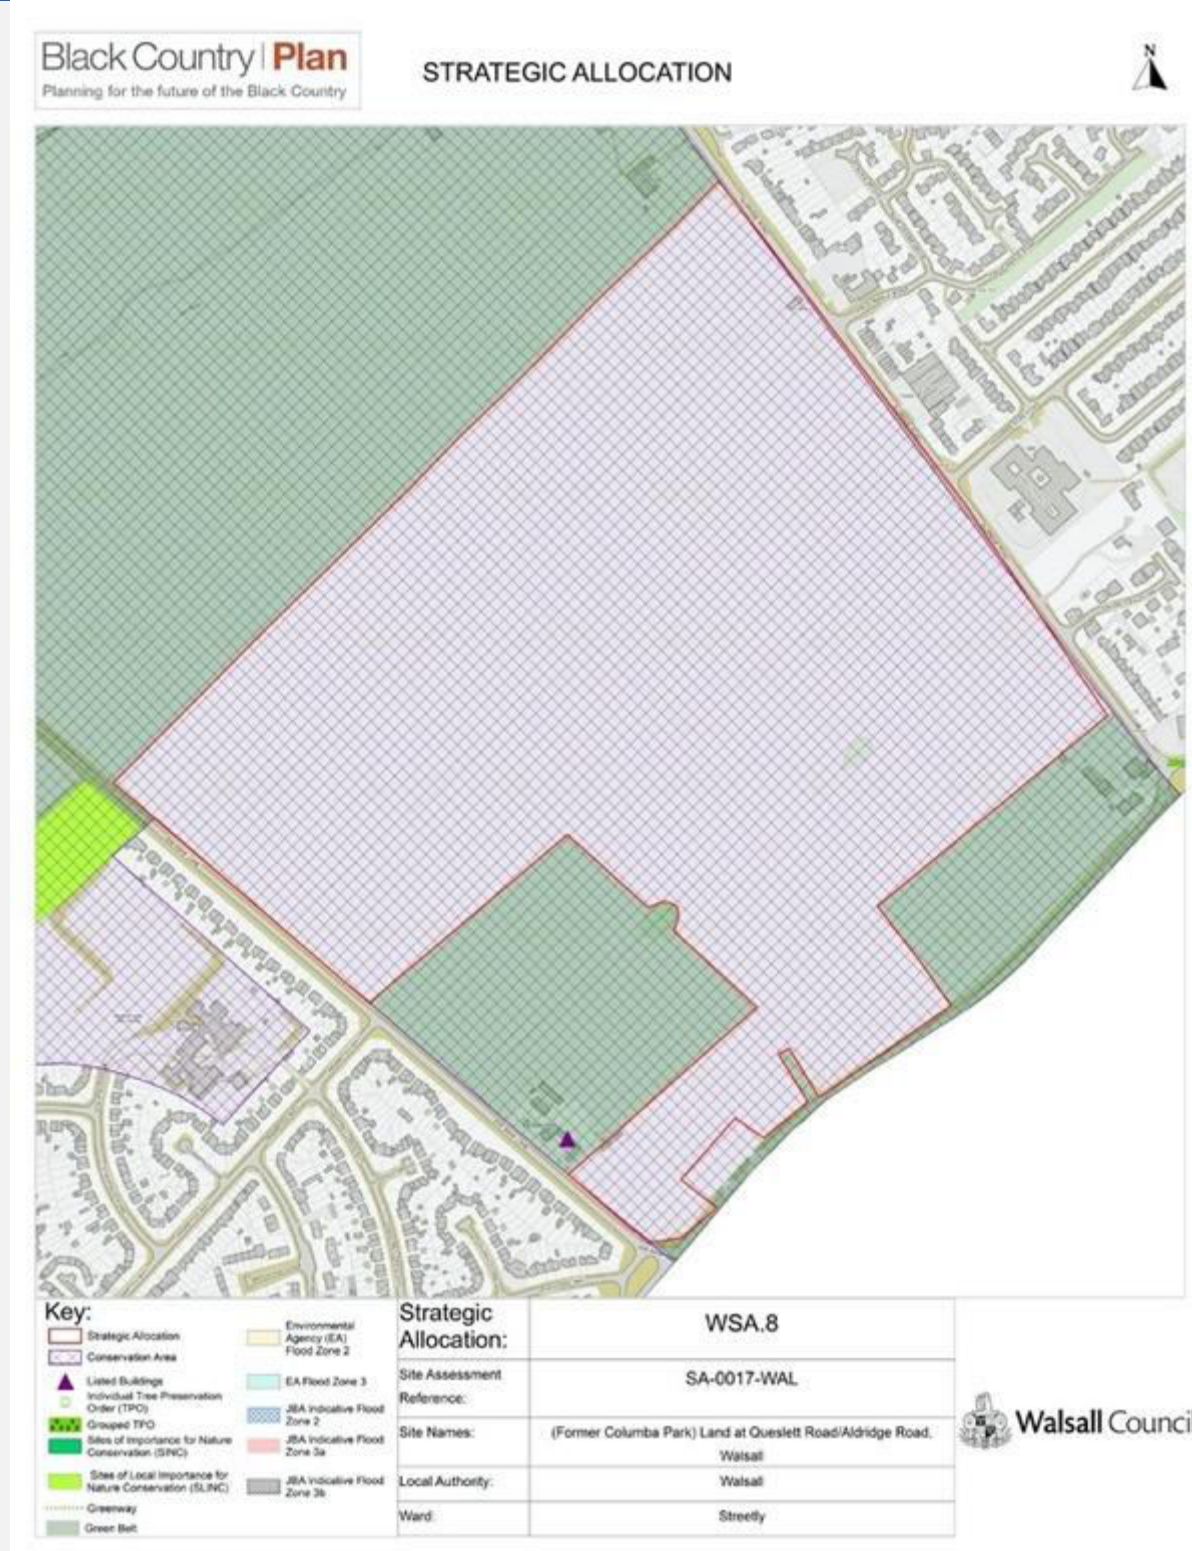 Black Country | Plan
Planning for the future of the Black Country
STRATEGIC ALLOCATION
N
Key:
Strategic Allocation
Conservation Area
Listed Buildings
Individual Tree Preservation
Order (TPO)
Grouped TPO
Sites of Importance for Nature
Conservation (SINC)
Sites of Local Importance for
Nature Conservation (SLINC)
Greenway
Green Belt
Environmental
Agency (EA)
Flood Zone 2
EA Flood Zone 3
JBA Indicative Flood
Zone 2
JBA Indicative Flood
Zone 3a
JBA Indicative Flood
Zone 3b
Strategic
Allocation:
WSA.8
Site Assessment
Reference:
SA-0017-WAL
Site Names:
(Former Columba Park) Land at Queslett Road/Aldridge Road,
Walsall
Local Authority:
Walsall
Ward:
Streetly
Walsall Counci